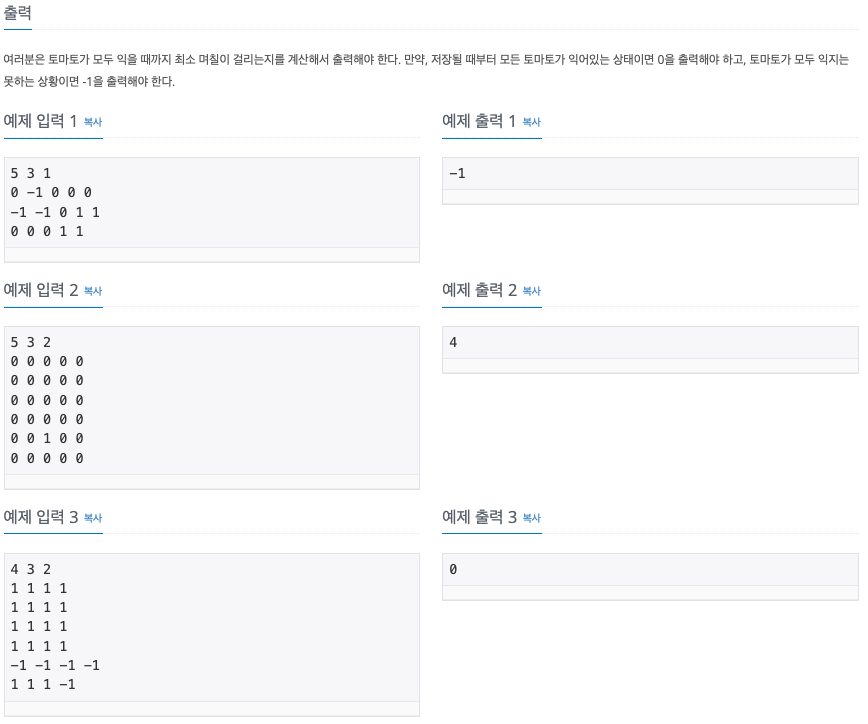 출력
여러분은 토마토가 모두 익을 때까지 최소 며칠이 걸리는지를 계산해서 출력해야 한다. 만약, 저장될 때부터 모든 토마토가 익어있는 상태이면 0을 출력해야 하고, 토마토가 모두 익지는
못하는 상황이면 -1을 출력해야 한다.
예제 입력 1 복사
5 3 1
0 -1 0 0 0
-1 -1 0 1 1
0 0 0 1 1
예제 출력 1 복사
-1
예제 입력 2 복사
5 3 2
0 0 0 0 0
0 0 0 0 0
0 0 0 0 0
0 0 0 0 0
0 0 1 0 0
0 0 0 0 0
예제 출력 2 복사
4
예제 입력 3 복사
4 3 2
1 1 1 1
1 1 1 1
1 1 1 1
1 1 1 1
-1 -1 -1 -1
1 1 1 -1
예제 출력 3 복사
0